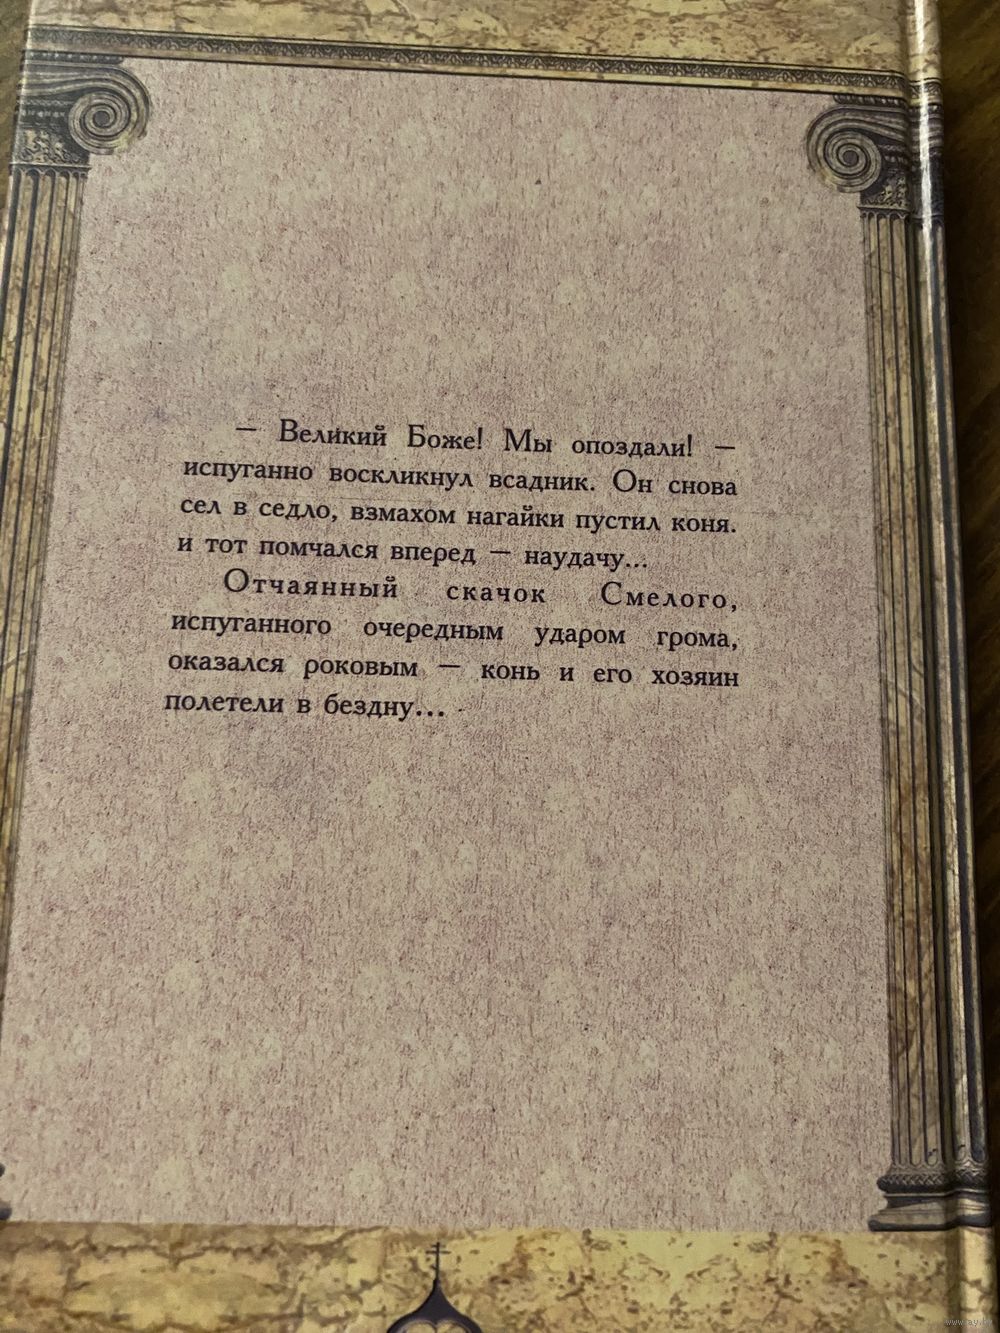 — Великий Боже! Мы опоздали! —
испуганно воскликнул всадник. Он снова
сел в седло, взмахом нагайки пустил коня.
и тот помчался вперед — наудачу...
Отчаянный скачок Смелого,
испуганного очередным ударом грома,
оказался роковым — конь и его хозяин
полетели в бездну...